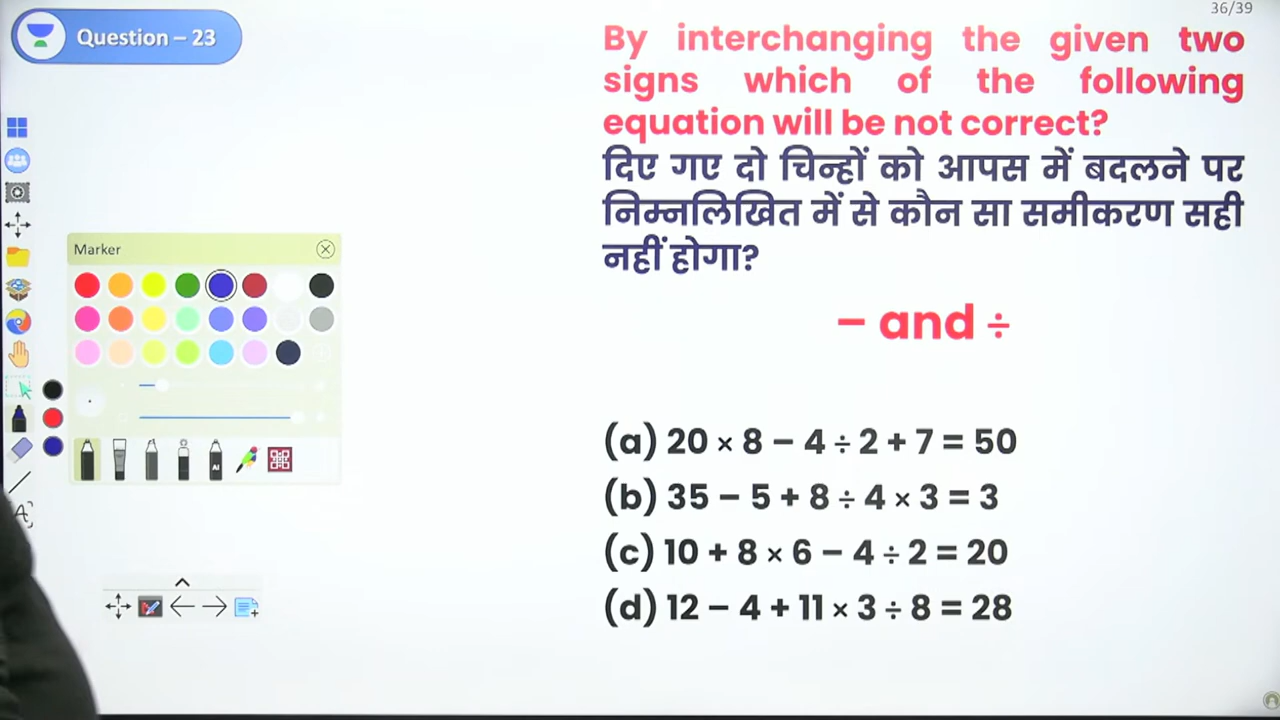 36/39
Question – 23
By interchanging the given two
signs which of the following
equation will be not correct?
दिए गए दो चिन्हों को आपस में बदलने पर
निम्नलिखित में से कौन सा समीकरण सही
नहीं होगा?
– and ÷
Marker
(a) 20 × 8 – 4 ÷ 2 + 7 = 50
(b) 35 – 5 + 8 ÷ 4 × 3 = 3
(c) 10 + 8 × 6 – 4 ÷ 2 = 20
(d) 12 – 4 + 11 × 3 ÷ 8 = 28
AI
A